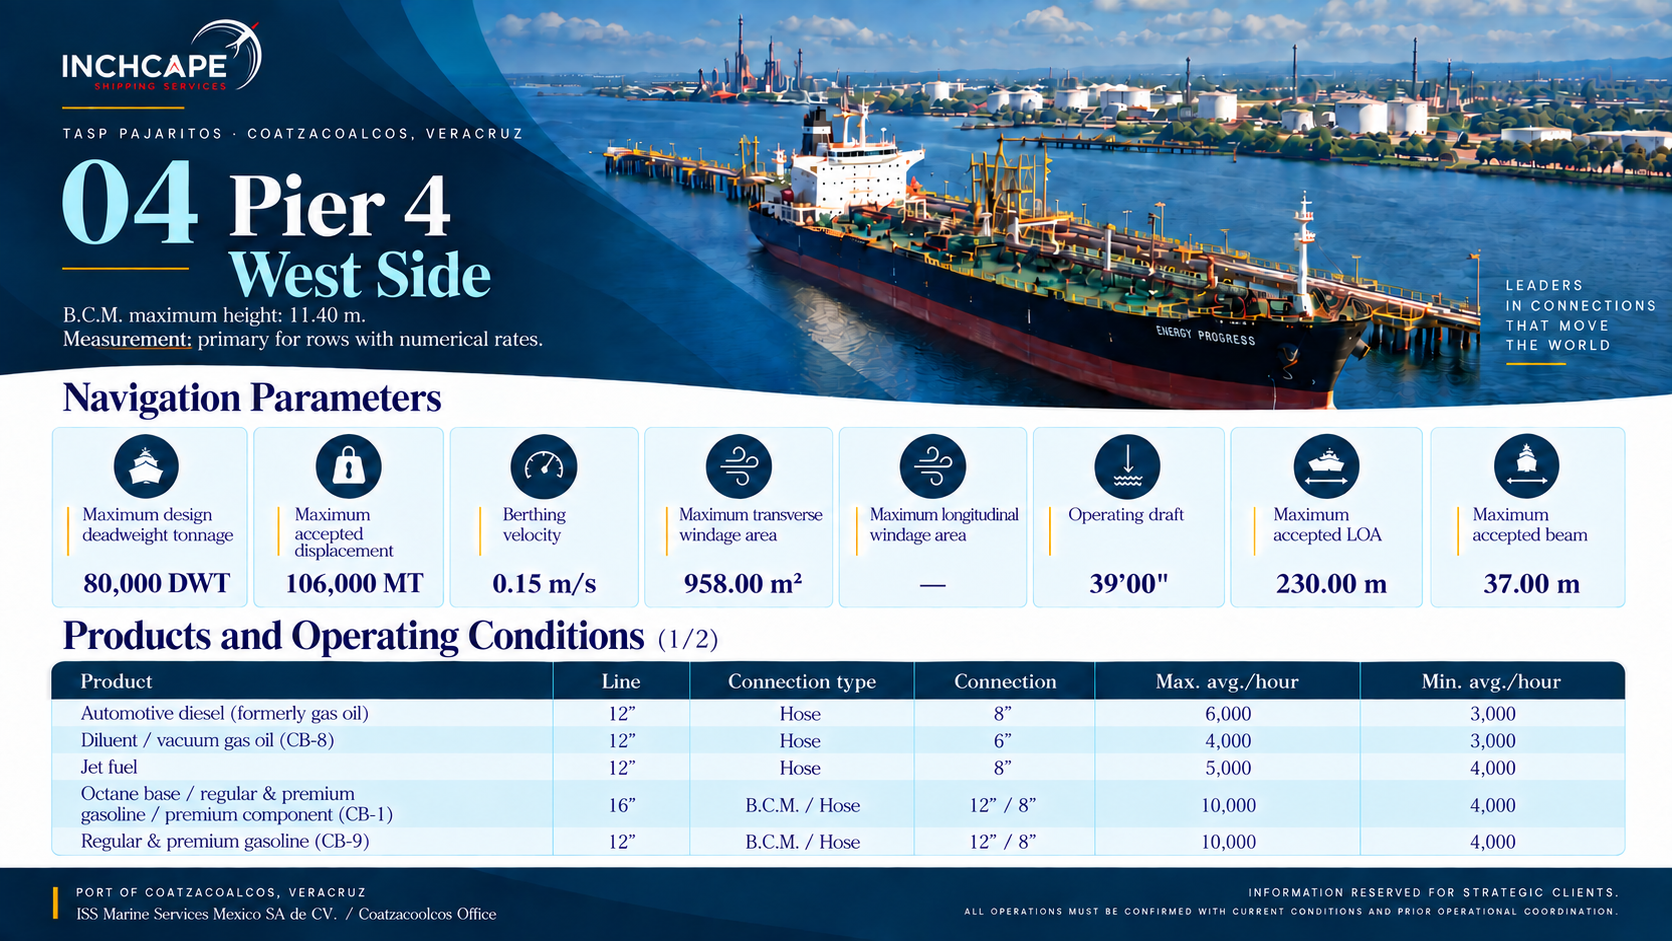 INCHCAPE
SHIPPING SERVICES
TASP PAJARITOS · COATZACOALCOS, VERACRUZ
04 Pier 4
West Side
B.C.M. maximum height: 11.40 m.
Measurement: primary for rows with numerical rates.
ENERGY PROGRESS
LEADERS
IN CONNECTIONS
THAT MOVE
THE WORLD
Navigation Parameters
Maximum design
deadweight tonnage
80,000 DWT
Maximum
accepted
displacement
106,000 MT
Berthing
velocity
0.15 m/s
Maximum transverse
windage area
958.00 m²
Maximum longitudinal
windage area
—
Operating draft
39’00"
Maximum
accepted LOA
230.00 m
Maximum
accepted beam
37.00 m
Products and Operating Conditions (1/2)
Product Line Connection type Connection Max. avg./hour Min. avg./hour
Automotive diesel (formerly gas oil) 12” Hose 8” 6,000 3,000
Diluent / vacuum gas oil (CB-8) 12” Hose 6” 4,000 3,000
Jet fuel 12” Hose 8” 5,000 4,000
Octane base / regular & premium
gasoline / premium component (CB-1) 16” B.C.M. / Hose 12” / 8” 10,000 4,000
Regular & premium gasoline (CB-9) 12” B.C.M. / Hose 12” / 8” 10,000 4,000
PORT OF COATZACOALCOS, VERACRUZ
ISS Marine Services Mexico SA de CV. / Coatzacoolcos Office
INFORMATION RESERVED FOR STRATEGIC CLIENTS.
ALL OPERATIONS MUST BE CONFIRMED WITH CURRENT CONDITIONS AND PRIOR OPERATIONAL COORDINATION.